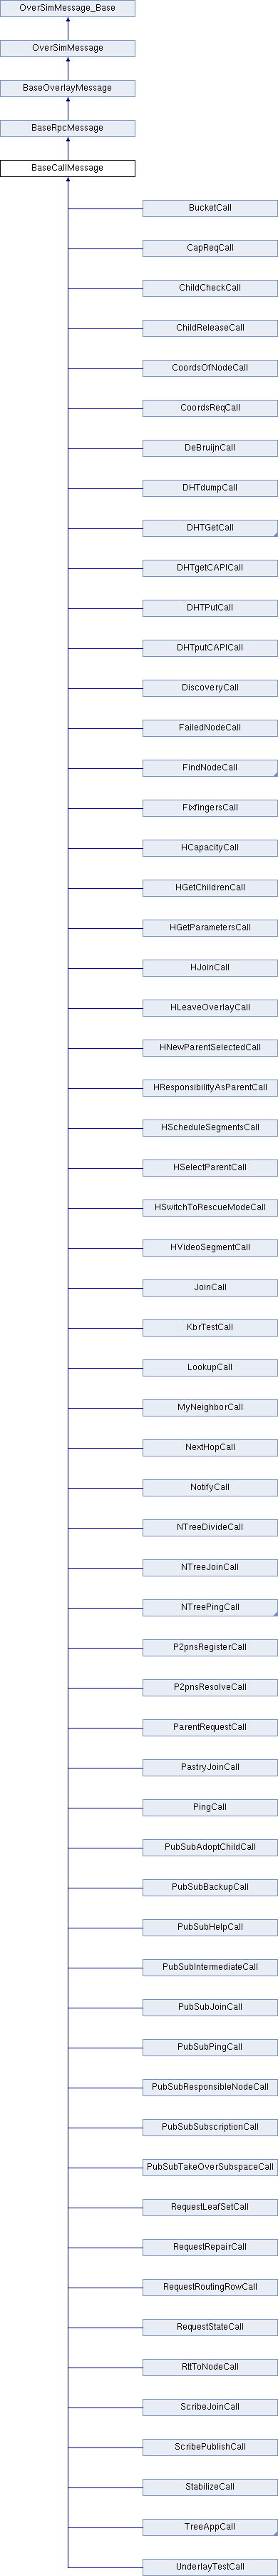 OverSimMessage_Base
OverSimMessage
BaseOverlayMessage
BaseRpcMessage
BaseCallMessage
BucketCall
CapReqCall
ChildCheckCall
ChildReleaseCall
CoordsOfNodeCall
CoordsReqCall
DeBruijnCall
DHTdumpCall
DHTGetCall
DHTgetCAPICall
DHTPutCall
DHTputCAPICall
DiscoveryCall
FailedNodeCall
FindNodeCall
FixfingersCall
HCapacityCall
HGetChildrenCall
HGetParametersCall
HJoinCall
HLeaveOverlayCall
HNewParentSelectedCall
HResponsibilityAsParentCall
HScheduleSegmentsCall
HSelectParentCall
HSwitchToRescueModeCall
HVideoSegmentCall
JoinCall
KbrTestCall
LookupCall
MyNeighborCall
NextHopCall
NotifyCall
NTreeDivideCall
NTreeJoinCall
NTreePingCall
P2pnsRegisterCall
P2pnsResolveCall
ParentRequestCall
PastryJoinCall
PingCall
PubSubAdoptChildCall
PubSubBackupCall
PubSubHelpCall
PubSubIntermediateCall
PubSubJoinCall
PubSubPingCall
PubSubResponsibleNodeCall
PubSubSubscriptionCall
PubSubTakeOverSubspaceCall
RequestLeafSetCall
RequestRepairCall
RequestRoutingRowCall
RequestStateCall
RttToNodeCall
ScribeJoinCall
ScribePublishCall
StabilizeCall
TreeAppCall
UnderlayTestCall